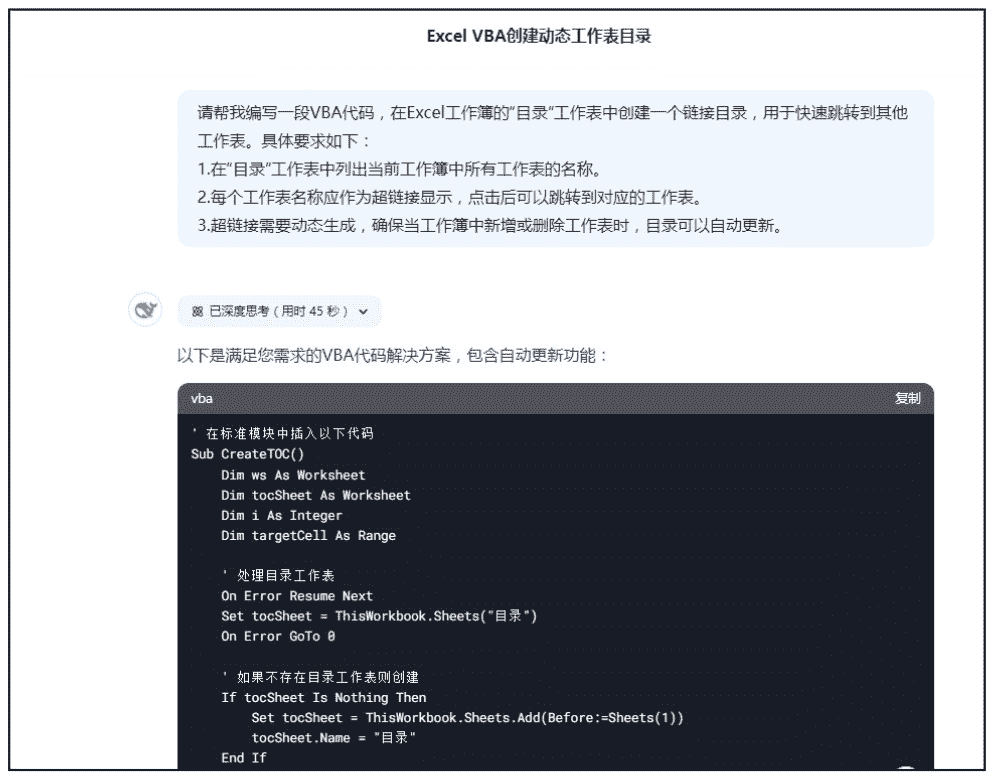 Excel VBA创建动态工作表目录
请帮我编写一段VBA代码，在Excel工作簿的“目录”工作表中创建一个链接目录，用于快速跳转到其他
工作表。具体要求如下：
1.在“目录”工作表中列出当前工作簿中所有工作表的名称。
2.每个工作表名称应作为超链接显示，点击后可以跳转到对应的工作表。
3.超链接需要动态生成，确保当工作簿中新增或删除工作表时，目录可以自动更新。
已深度思考（用时 45 秒）
以下是满足您需求的VBA代码解决方案，包含自动更新功能：
vba 复制
' 在标准模块中插入以下代码
Sub CreateTOC()
    Dim ws As Worksheet
    Dim tocSheet As Worksheet
    Dim i As Integer
    Dim targetCell As Range
    ' 处理目录工作表
    On Error Resume Next
    Set tocSheet = ThisWorkbook.Sheets("目录")
    On Error GoTo 0
    ' 如果不存在目录工作表则创建
    If tocSheet Is Nothing Then
        Set tocSheet = ThisWorkbook.Sheets.Add(Before:=Sheets(1))
        tocSheet.Name = "目录"
    End If